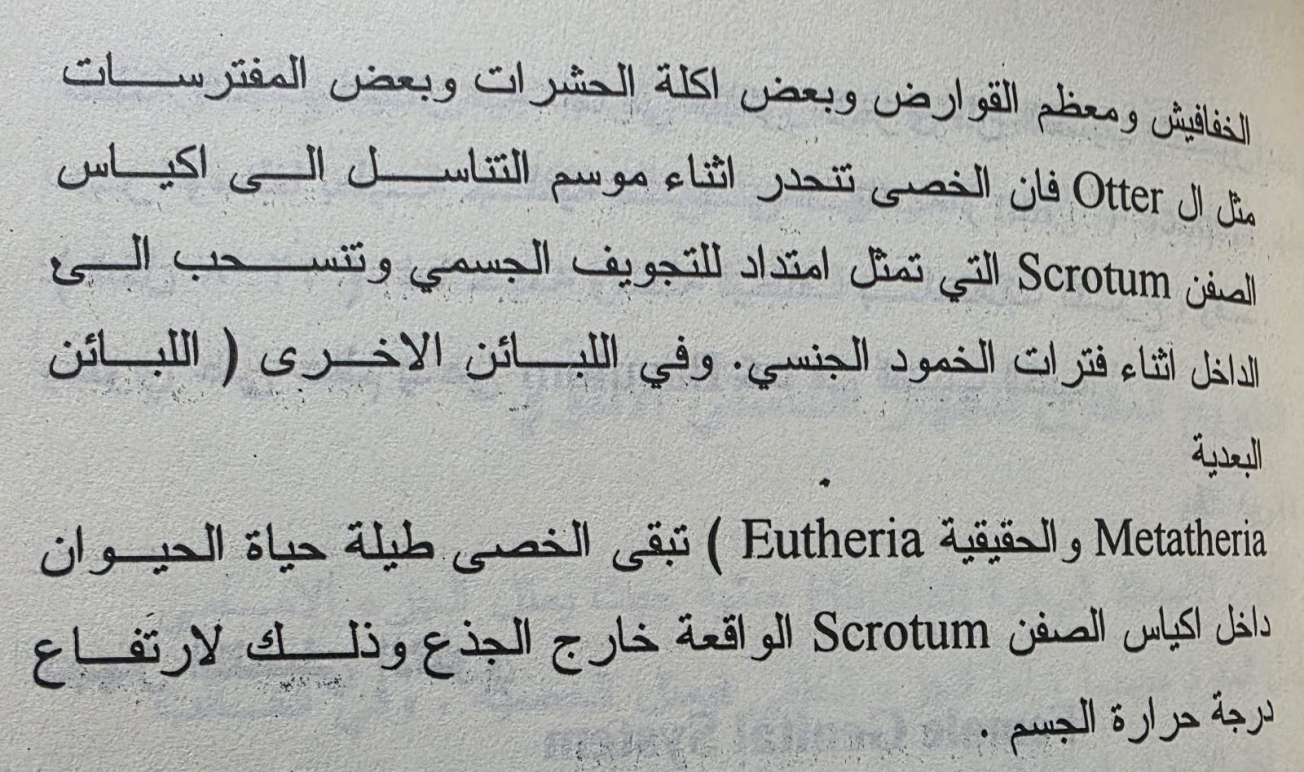 الخفافيش ومعظم القوارض وبعض اكلة الحشرات وبعض المفترسات
مثل ال Otter فان الخصى تنحدر اثناء موسم التناسل الى اكياس
الصفن Scrotum التي تمثل امتداد للتجويف الجسمي وتنسحب الى
الداخل اثناء فترات الخمود الجنسي. وفي اللبائن الاخرى ( اللبائن
البعدية
Metatheria والحقيقية Eutheria ) تبقى الخصى طيلة حياة الحيوان
داخل اكياس الصفن Scrotum الواقعة خارج الجذع وذلك لارتفاع
درجة حرارة الجسم .